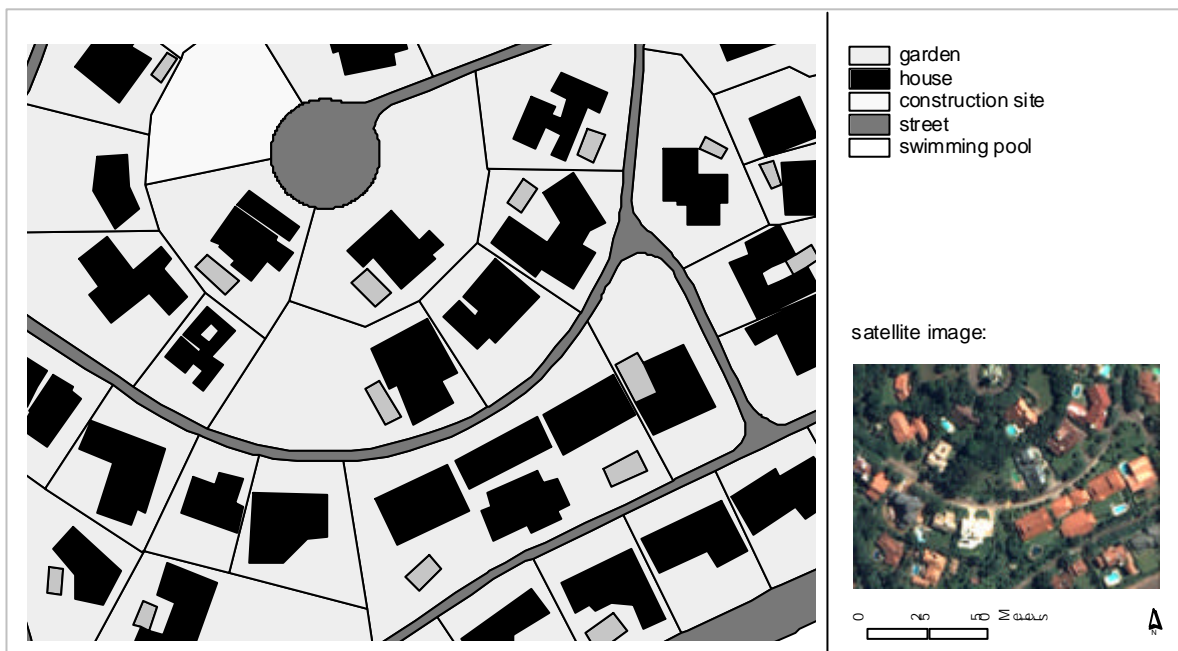 garden
house
construction site
street
swimming pool
satellite image:
0 25 50
N